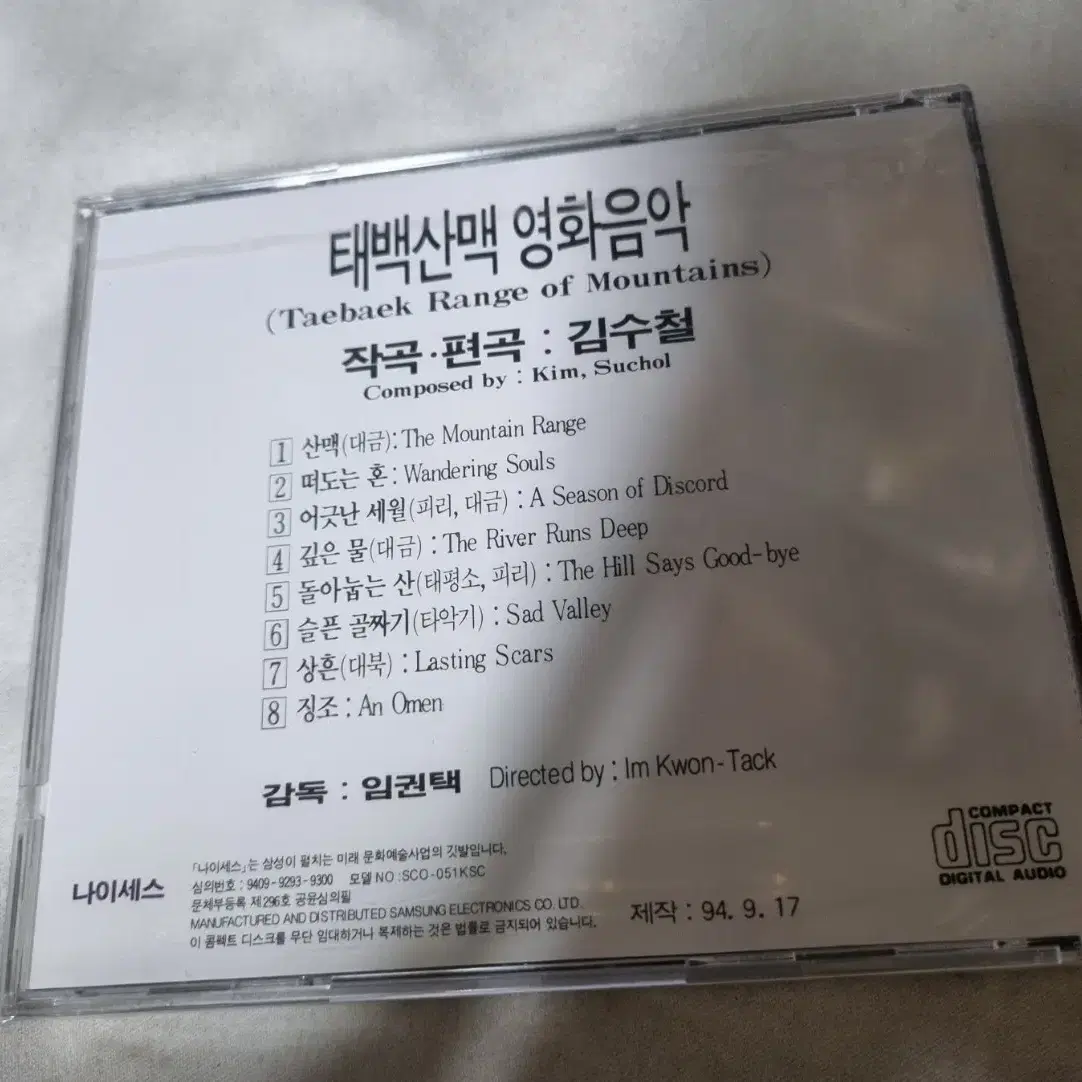 태백산맥 영화음악
(Taebaek Range of Mountains)
작곡·편곡 : 김수철
Composed by : Kim, Suchol
1 산맥(대금) : The Mountain Range
2 떠도는 혼 : Wandering Souls
3 어긋난 세월(피리, 대금) : A Season of Discord
4 깊은 물(대금) : The River Runs Deep
5 돌아눕는 산(태평소, 피리) : The Hill Says Good-bye
6 슬픈 골짜기(타악기) : Sad Valley
7 상흔(대북) : Lasting Scars
8 징조 : An Omen
감독 : 임권택 Directed by : Im Kwon-Tack
나이세스
「나이세스」는 삼성이 펼치는 미래 문화예술사업의 깃발입니다.
심의번호 : 9409-9293-9300 모델 NO : SCO-051KSC
문체부등록 제296호 공윤심의필
MANUFACTURED AND DISTRIBUTED SAMSUNG ELECTRONICS CO. LTD.
이 콤펙트 디스크를 무단 임대하거나 복제하는 것은 법률로 금지되어 있습니다.
제작 : 94. 9. 17
COMPACT
disc
DIGITAL AUDIO